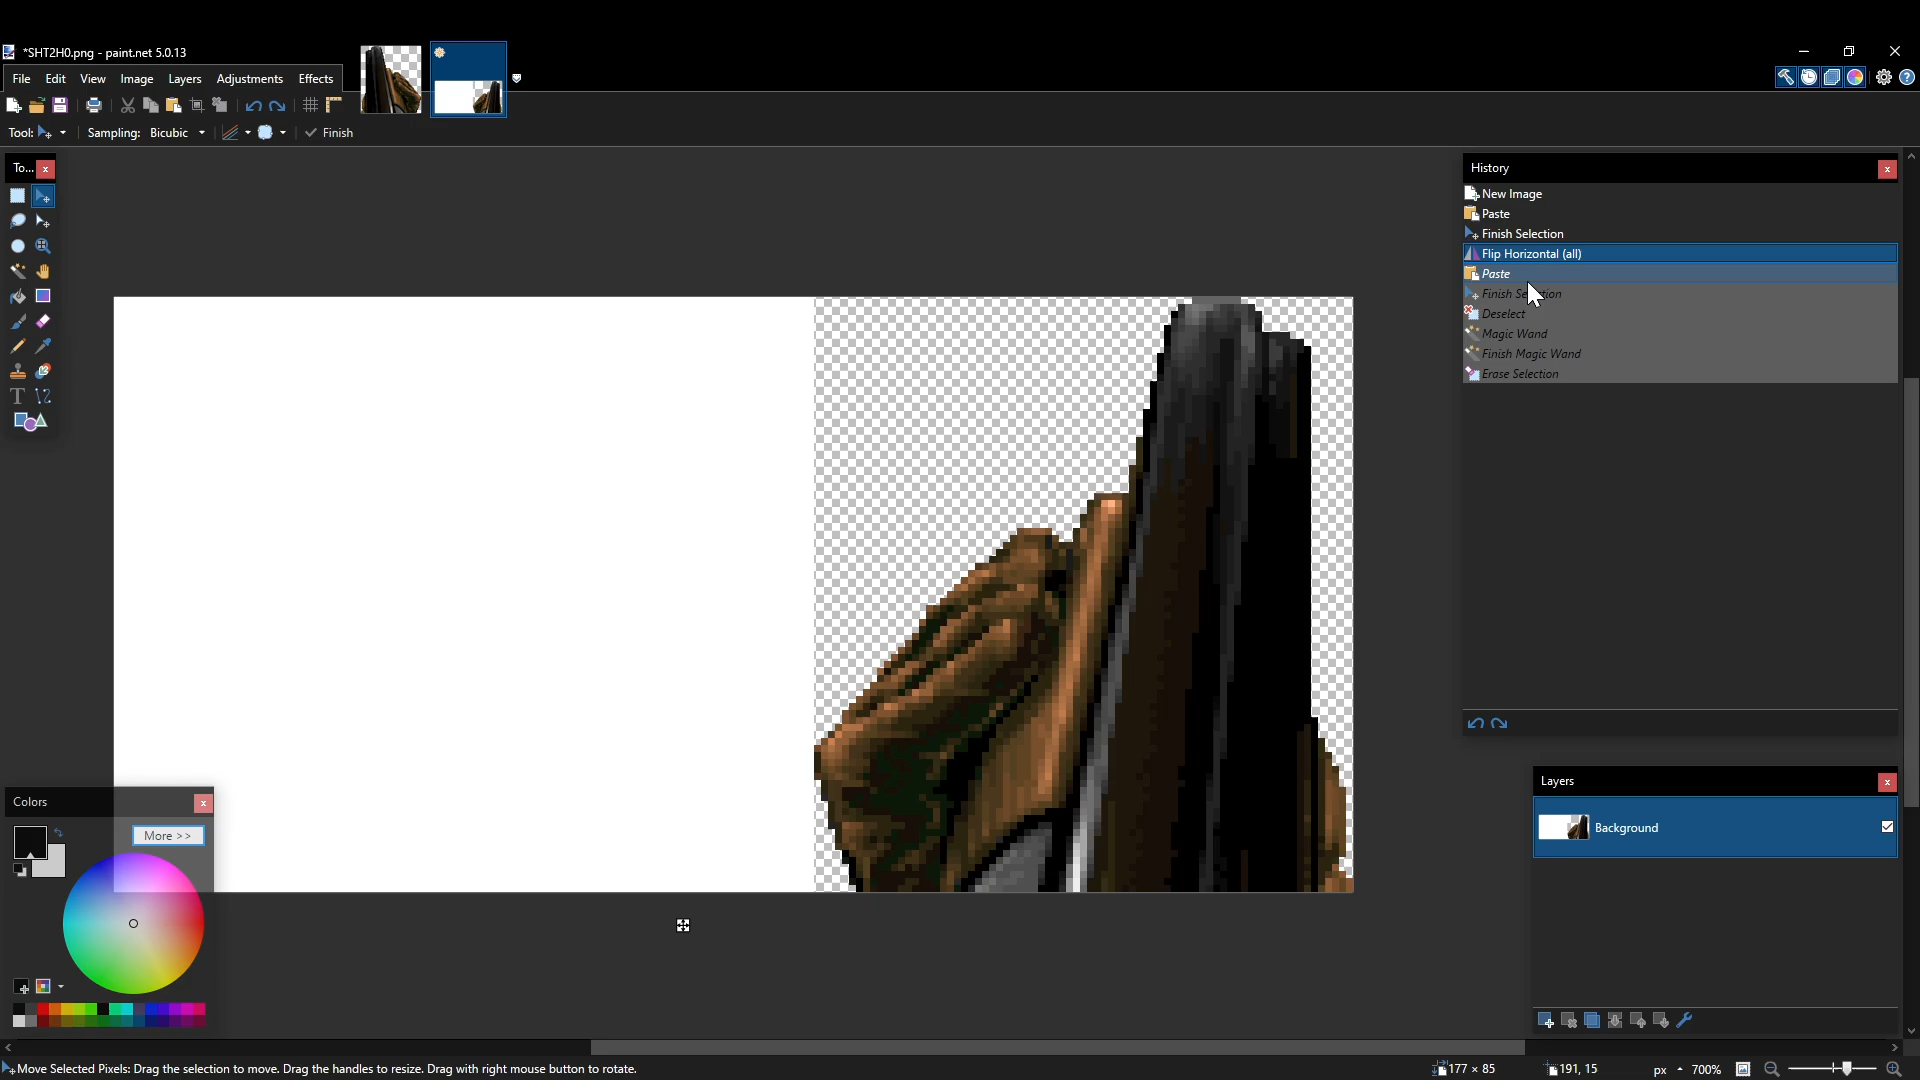 *SHT2H0.png - paint.net 5.0.13
File Edit View Image Layers Adjustments Effects
Tool: Sampling: Bicubic Finish
To...
History
New Image
Paste
Finish Selection
Flip Horizontal (all)
Paste
Finish Selection
Deselect
Magic Wand
Finish Magic Wand
Erase Selection
Layers
Background
Colors
More >>
Move Selected Pixels: Drag the selection to move. Drag the handles to resize. Drag with right mouse button to rotate.
177 × 85 191, 15 px 700%